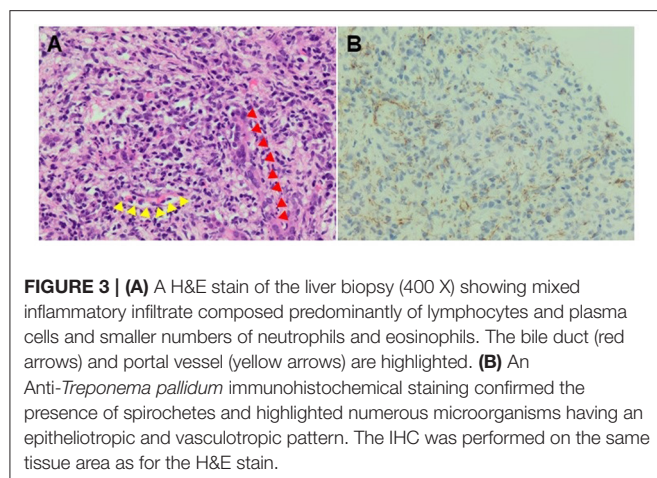 A
B
FIGURE 3 | (A) A H&E stain of the liver biopsy (400 X) showing mixed
inflammatory infiltrate composed predominantly of lymphocytes and plasma
cells and smaller numbers of neutrophils and eosinophils. The bile duct (red
arrows) and portal vessel (yellow arrows) are highlighted. (B) An
Anti-Treponema pallidum immunohistochemical staining confirmed the
presence of spirochetes and highlighted numerous microorganisms having an
epitheliotropic and vasculotropic pattern. The IHC was performed on the same
tissue area as for the H&E stain.